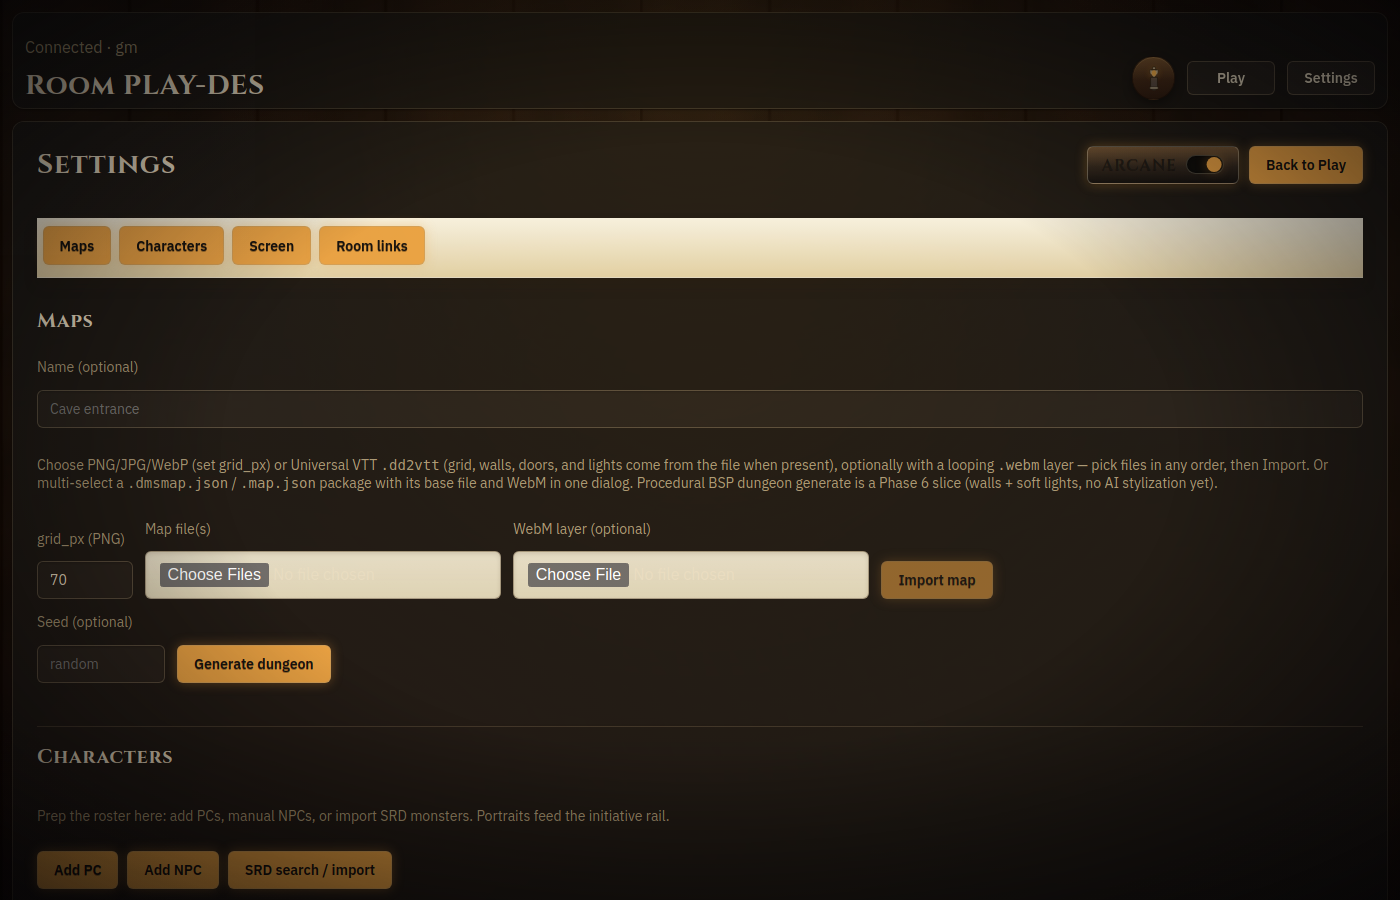 Connected · gm
Room PLAY-DES
Play
Settings
Settings
ARCANE
Back to Play
Maps
Characters
Screen
Room links
Maps
Name (optional)
Cave entrance
Choose PNG/JPG/WebP (set grid_px) or Universal VTT .dd2vtt (grid, walls, doors, and lights come from the file when present), optionally with a looping .webm layer — pick files in any order, then Import. Or
multi-select a .dmsmap.json / .map.json package with its base file and WebM in one dialog. Procedural BSP dungeon generate is a Phase 6 slice (walls + soft lights, no AI stylization yet).
grid_px (PNG)
Map file(s)
WebM layer (optional)
70
Choose Files No file chosen
Choose File No file chosen
Import map
Seed (optional)
random
Generate dungeon
Characters
Prep the roster here: add PCs, manual NPCs, or import SRD monsters. Portraits feed the initiative rail.
Add PC
Add NPC
SRD search / import